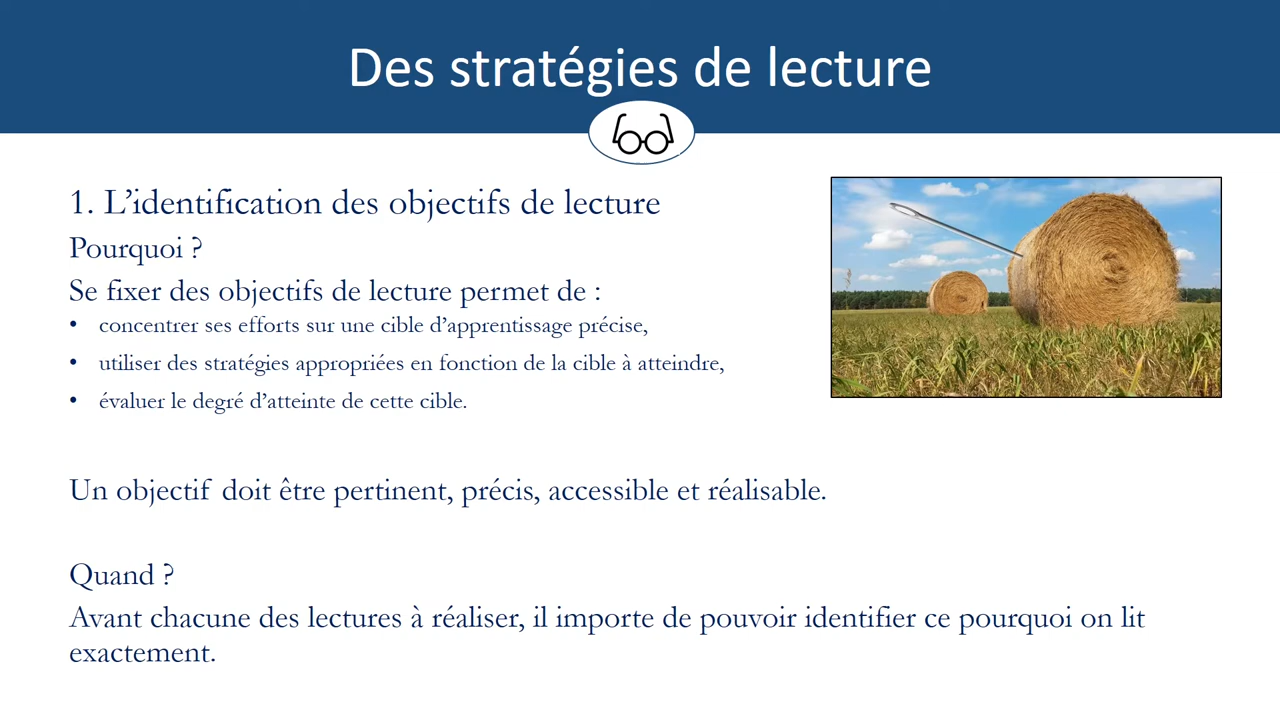 Des stratégies de lecture
1. L’identification des objectifs de lecture
Pourquoi ?
Se fixer des objectifs de lecture permet de :
• concentrer ses efforts sur une cible d’apprentissage précise,
• utiliser des stratégies appropriées en fonction de la cible à atteindre,
• évaluer le degré d’atteinte de cette cible.
Un objectif doit être pertinent, précis, accessible et réalisable.
Quand ?
Avant chacune des lectures à réaliser, il importe de pouvoir identifier ce pourquoi on lit
exactement.